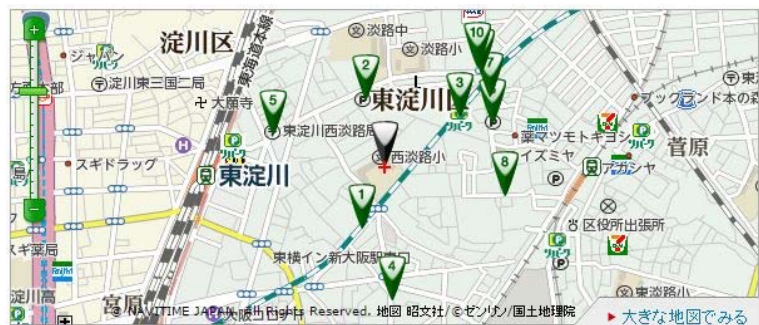 淀川区
淡路中
淡路小
10
ジャパン
東海道本線
2
7
淀川東三国二局
東淀川区
3
大願寺
5
ブックランド本の森
東淀川西淡路局
薬マツモトキヨシ
菅原
西淡路小
イズミヤ
スギドラッグ
8
アカシヤ
東淀川
1
区役所出張所
スギ薬局
東横イン新大阪駅東口
4
淀川高
宮原
東淡路小
© NAVITIME JAPAN. All Rights Reserved. 地図 昭文社/©ゼンリン/国土地理院
大きな地図でみる